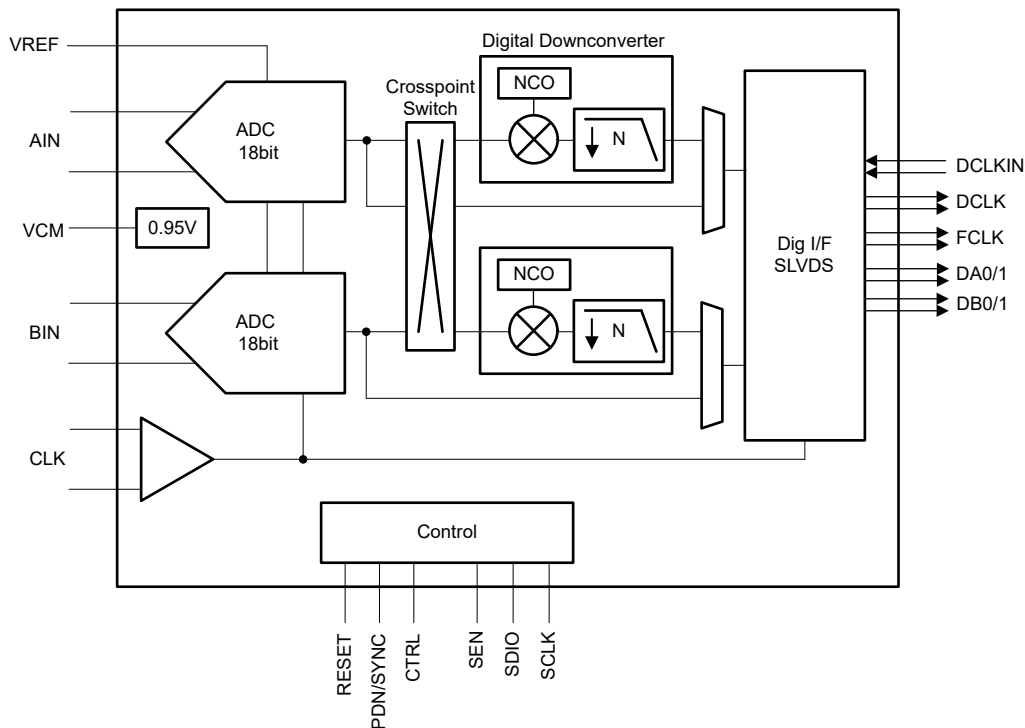 Digital Downconverter
VREF
NCO
Crosspoint
Switch
ADC
18bit
N
AIN
DCLKIN
DCLK
VCM
0.95V
FCLK
Dig I/F
SLVDS
NCO
DA0/1
DB0/1
ADC
18bit
BIN
N
CLK
Control
RESET
PDN/SYNC
CTRL
SEN
SDIO
SCLK